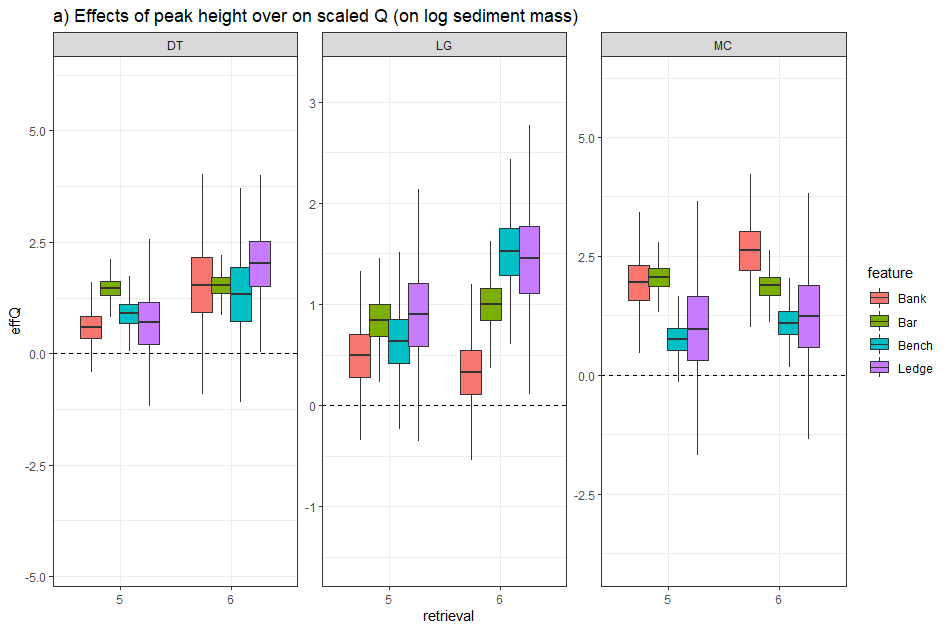 a) Effects of peak height over on scaled Q (on log sediment mass)
DT
LG
MC
effQ
5.0
2.5
0.0
-2.5
-5.0
3
2
1
0
-1
5.0
2.5
0.0
-2.5
5
6
5
6
5
6
retrieval
feature
Bank
Bar
Bench
Ledge